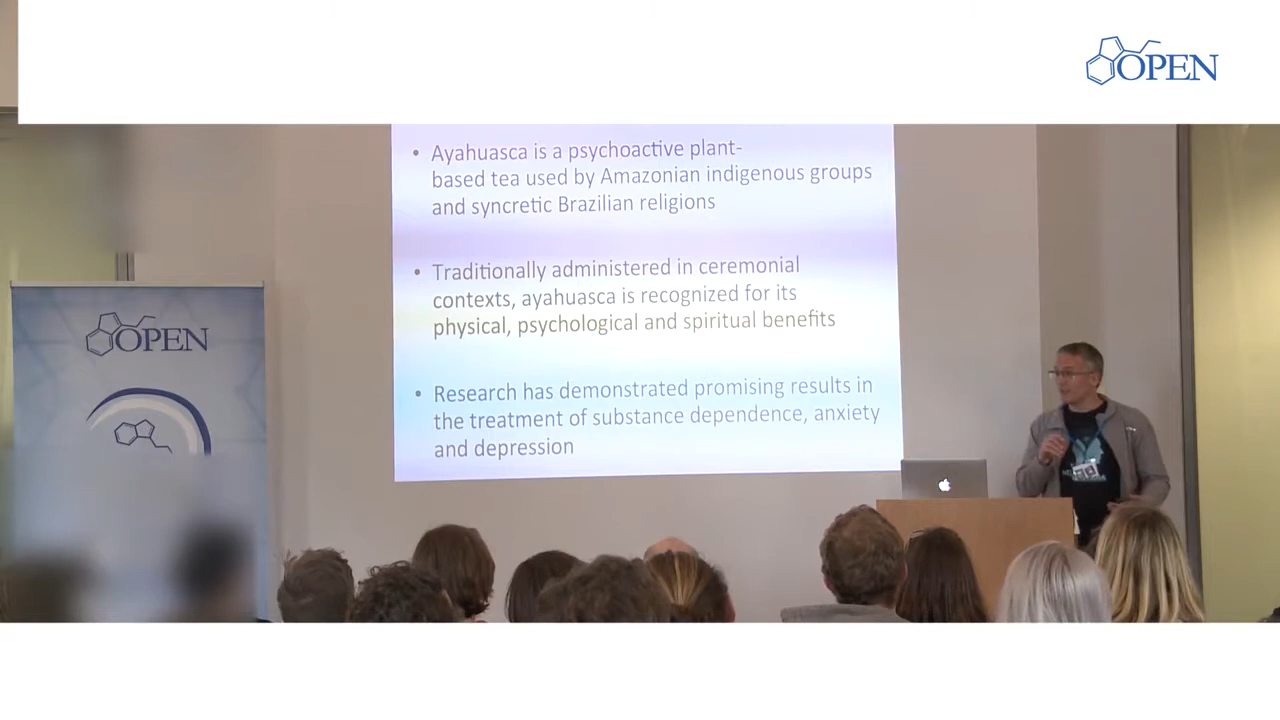 OPEN
• Ayahuasca is a psychoactive plant-
based tea used by Amazonian indigenous groups
and syncretic Brazilian religions
• Traditionally administered in ceremonial
contexts, ayahuasca is recognized for its
physical, psychological and spiritual benefits
• Research has demonstrated promising results in
the treatment of substance dependence, anxiety
and depression
OPEN